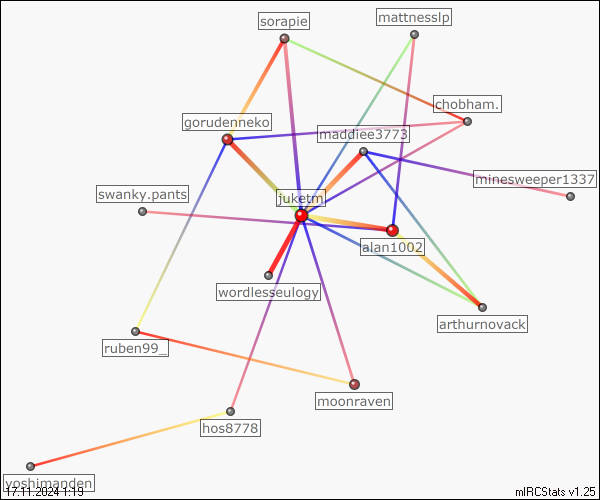 sorapie
mattnesslp
chobham.
gorudenneko
maddiee3773
minesweeper1337
swanky.pants
juketm
alan1002
wordlesseulogy
arthurnovack
ruben99_
moonraven
hos8778
yoshimanden
17.11.2024 1:19
mIRCStats v1.25